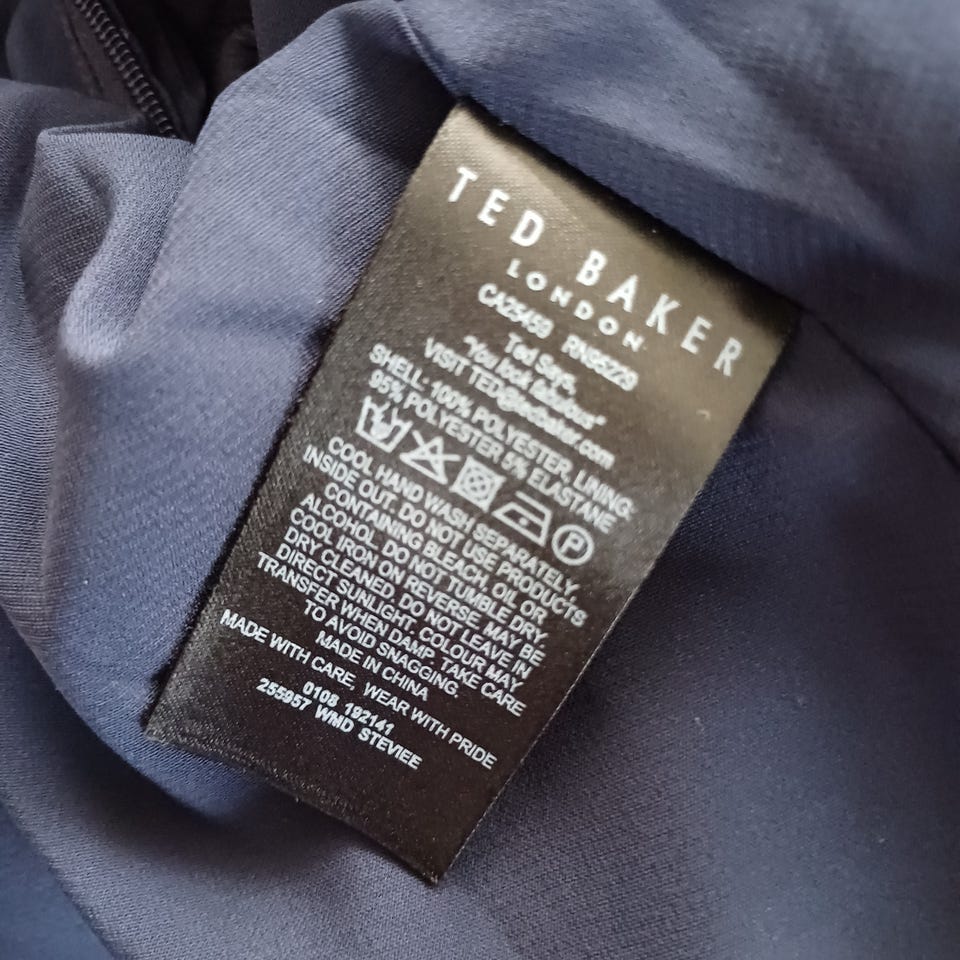 TED BAKER
LONDON
CA25459 RN95229
Ted Says,
"You look fabulous"
VISIT TED@tedbaker.com
SHELL- 100% POLYESTER, LINING:
95% POLYESTER 5% ELASTANE
P
COOL HAND WASH SEPARATELY,
INSIDE OUT. DO NOT USE PRODUCTS
CONTAINING BLEACH, OIL OR
ALCOHOL. DO NOT TUMBLE DRY.
COOL IRON ON REVERSE. MAY BE
DRY CLEANED. DO NOT LEAVE IN
DIRECT SUNLIGHT. COLOUR MAY
TRANSFER WHEN DAMP. TAKE CARE
TO AVOID SNAGGING.
MADE IN CHINA
MADE WITH CARE, WEAR WITH PRIDE
0108 192141
255957 WMD STEVIEE